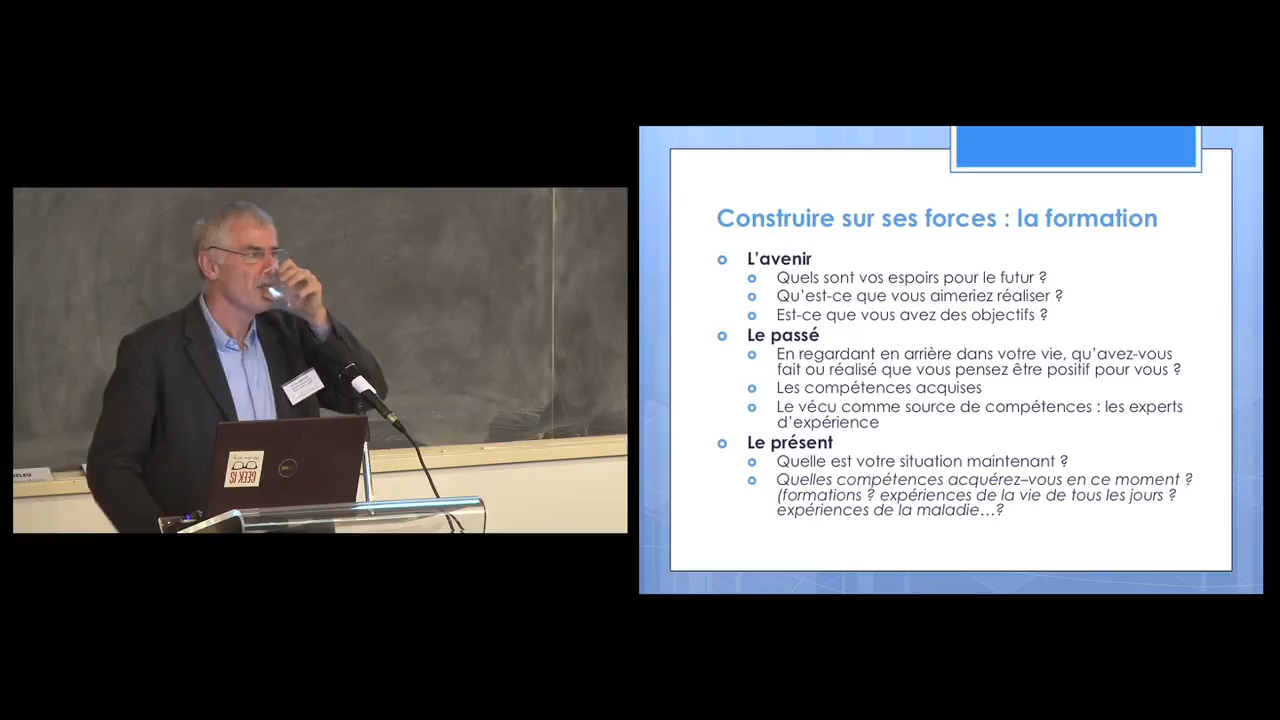 GEEK IS
DELL
Construire sur ses forces : la formation
L'avenir
Quels sont vos espoirs pour le futur ?
Qu'est-ce que vous aimeriez réaliser ?
Est-ce que vous avez des objectifs ?
Le passé
En regardant en arrière dans votre vie, qu'avez-vous
fait ou réalisé que vous pensez être positif pour vous ?
Les compétences acquises
Le vécu comme source de compétences : les experts
d'expérience
Le présent
Quelle est votre situation maintenant ?
Quelles compétences acquérez–vous en ce moment ?
(formations ? expériences de la vie de tous les jours ?
expériences de la maladie…?